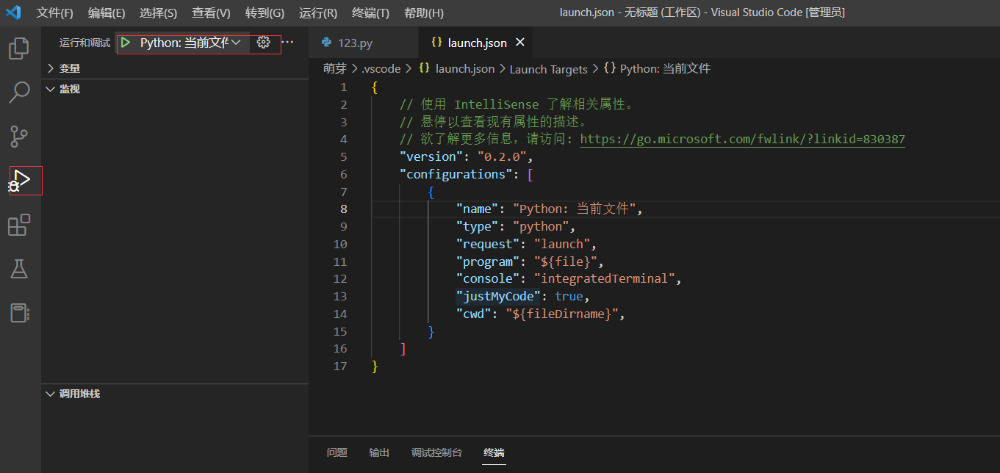 文件(F) 编辑(E) 选择(S) 查看(V) 转到(G) 运行(R) 终端(T) 帮助(H) launch.json - 无标题 (工作区) - Visual Studio Code [管理员]
运行和调试 Python: 当前文件 ···
变量
监视
调用堆栈
123.py launch.json
萌芽 > .vscode > {} launch.json > Launch Targets > {} Python: 当前文件
1 {
2 // 使用 IntelliSense 了解相关属性。
3 // 悬停以查看现有属性的描述。
4 // 欲了解更多信息，请访问: https://go.microsoft.com/fwlink/?linkid=830387
5 "version": "0.2.0",
6 "configurations": [
7 {
8 "name": "Python: 当前文件",
9 "type": "python",
10 "request": "launch",
11 "program": "${file}",
12 "console": "integratedTerminal",
13 "justMyCode": true,
14 "cwd": "${fileDirname}",
15 }
16 ]
17 }
问题 输出 调试控制台 终端